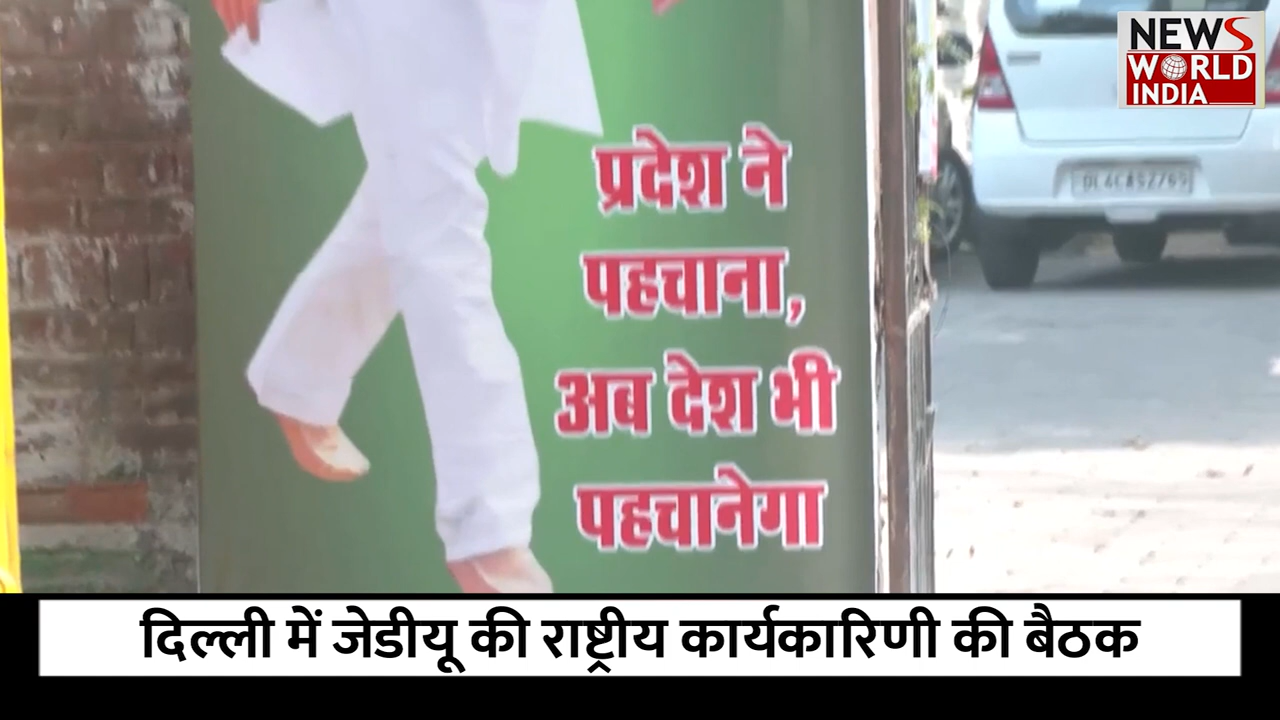 NEWS
WORLD
INDIA
प्रदेश ने
पहचाना,
अब देश भी
पहचानेगा
दिल्ली में जेडीयू की राष्ट्रीय कार्यकारिणी की बैठक